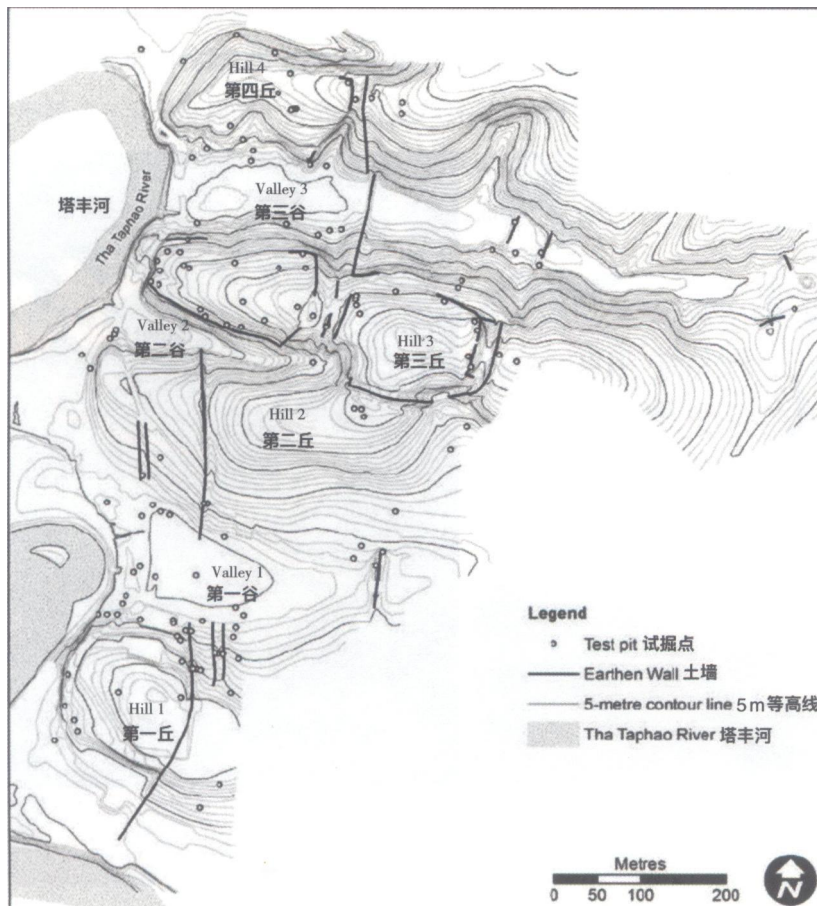 Hill 4
第四丘
Valley 3
第三谷
塔丰河
Tha Taphao River
Valley 2
第二谷
Hill 3
第三丘
Hill 2
第二丘
Valley 1
第一谷
Hill 1
第一丘
Legend
Test pit 试掘点
Earthen Wall 土墙
5-metre contour line 5m等高线
Tha Taphao River 塔丰河
Metres
0 50 100 200
N